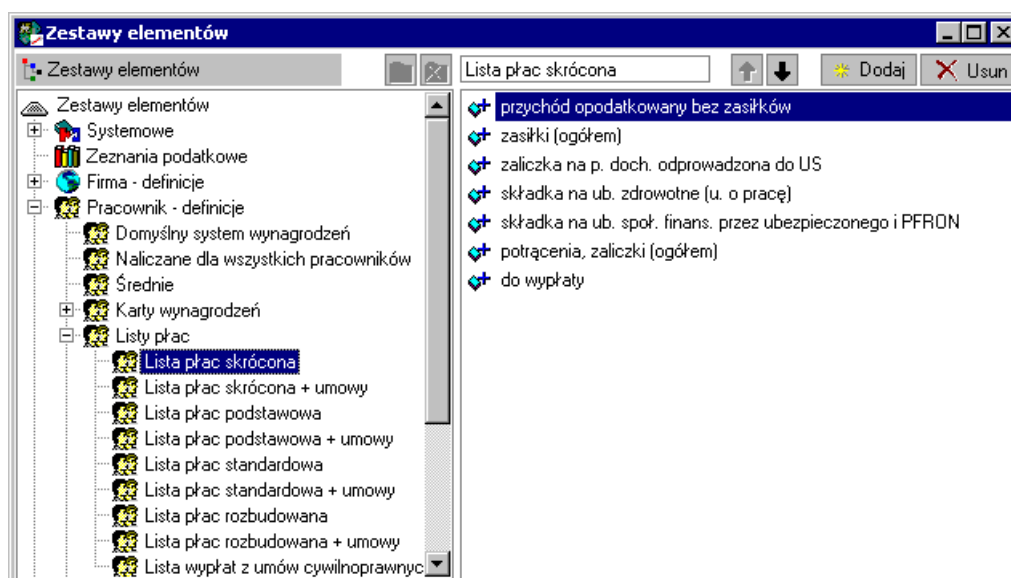 Zestawy elementów
Zestawy elementów
Lista płac skrócona
Dodaj
Usun
Zestawy elementów
Systemowe
Zeznania podatkowe
Firma - definicje
Pracownik - definicje
Domyślny system wynagrodzeń
Naliczane dla wszystkich pracowników
Średnie
Karty wynagrodzeń
Listy płac
Lista płac skrócona
Lista płac skrócona + umowy
Lista płac podstawowa
Lista płac podstawowa + umowy
Lista płac standardowa
Lista płac standardowa + umowy
Lista płac rozbudowana
Lista płac rozbudowana + umowy
Lista wypłat z umów cywilnoprawnyc
przychód opodatkowany bez zasiłków
zasiłki (ogółem)
zaliczka na p. doch. odprowadzona do US
składka na ub. zdrowotne (u. o pracę)
składka na ub. społ. finans. przez ubezpieczonego i PFRON
potrącenia, zaliczki (ogółem)
do wypłaty